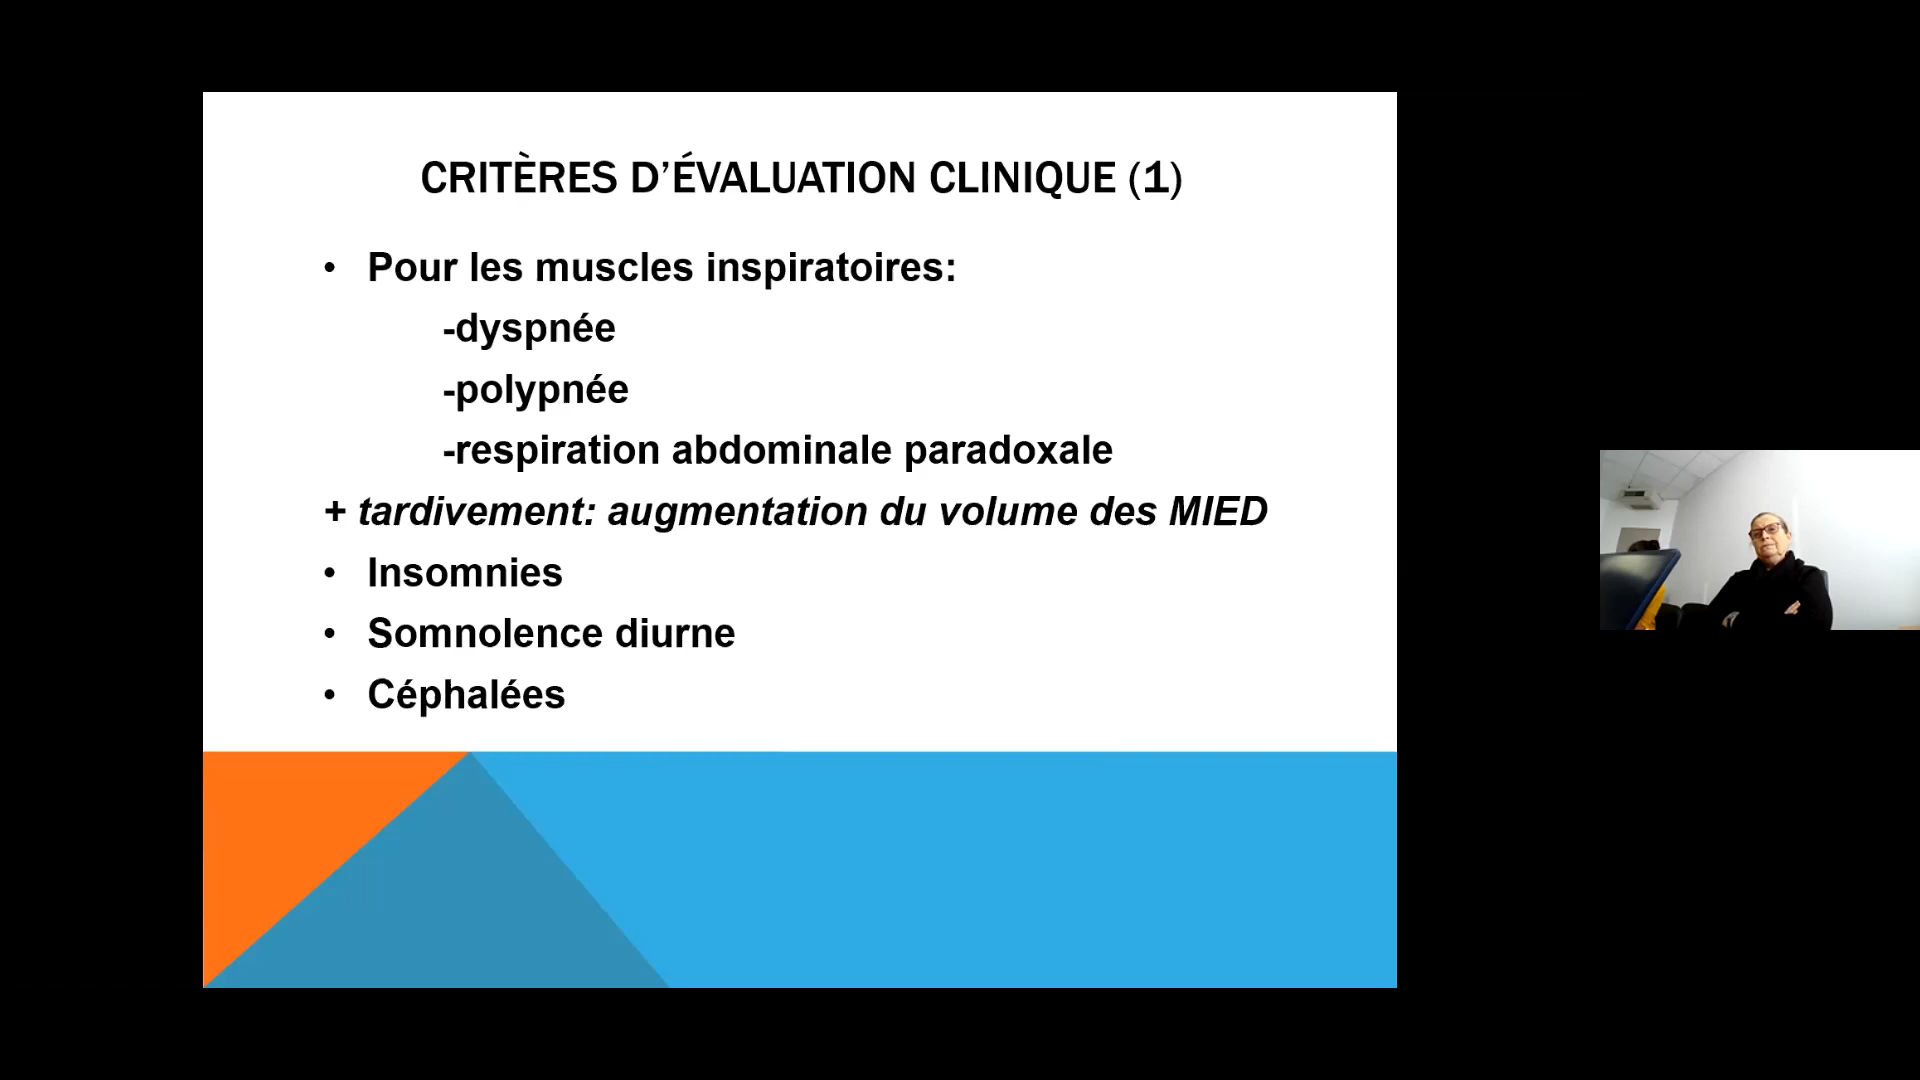 CRITÈRES D’ÉVALUATION CLINIQUE (1)
• Pour les muscles inspiratoires:
-dyspnée
-polypnée
-respiration abdominale paradoxale
+ tardivement: augmentation du volume des MIED
• Insomnies
• Somnolence diurne
• Céphalées